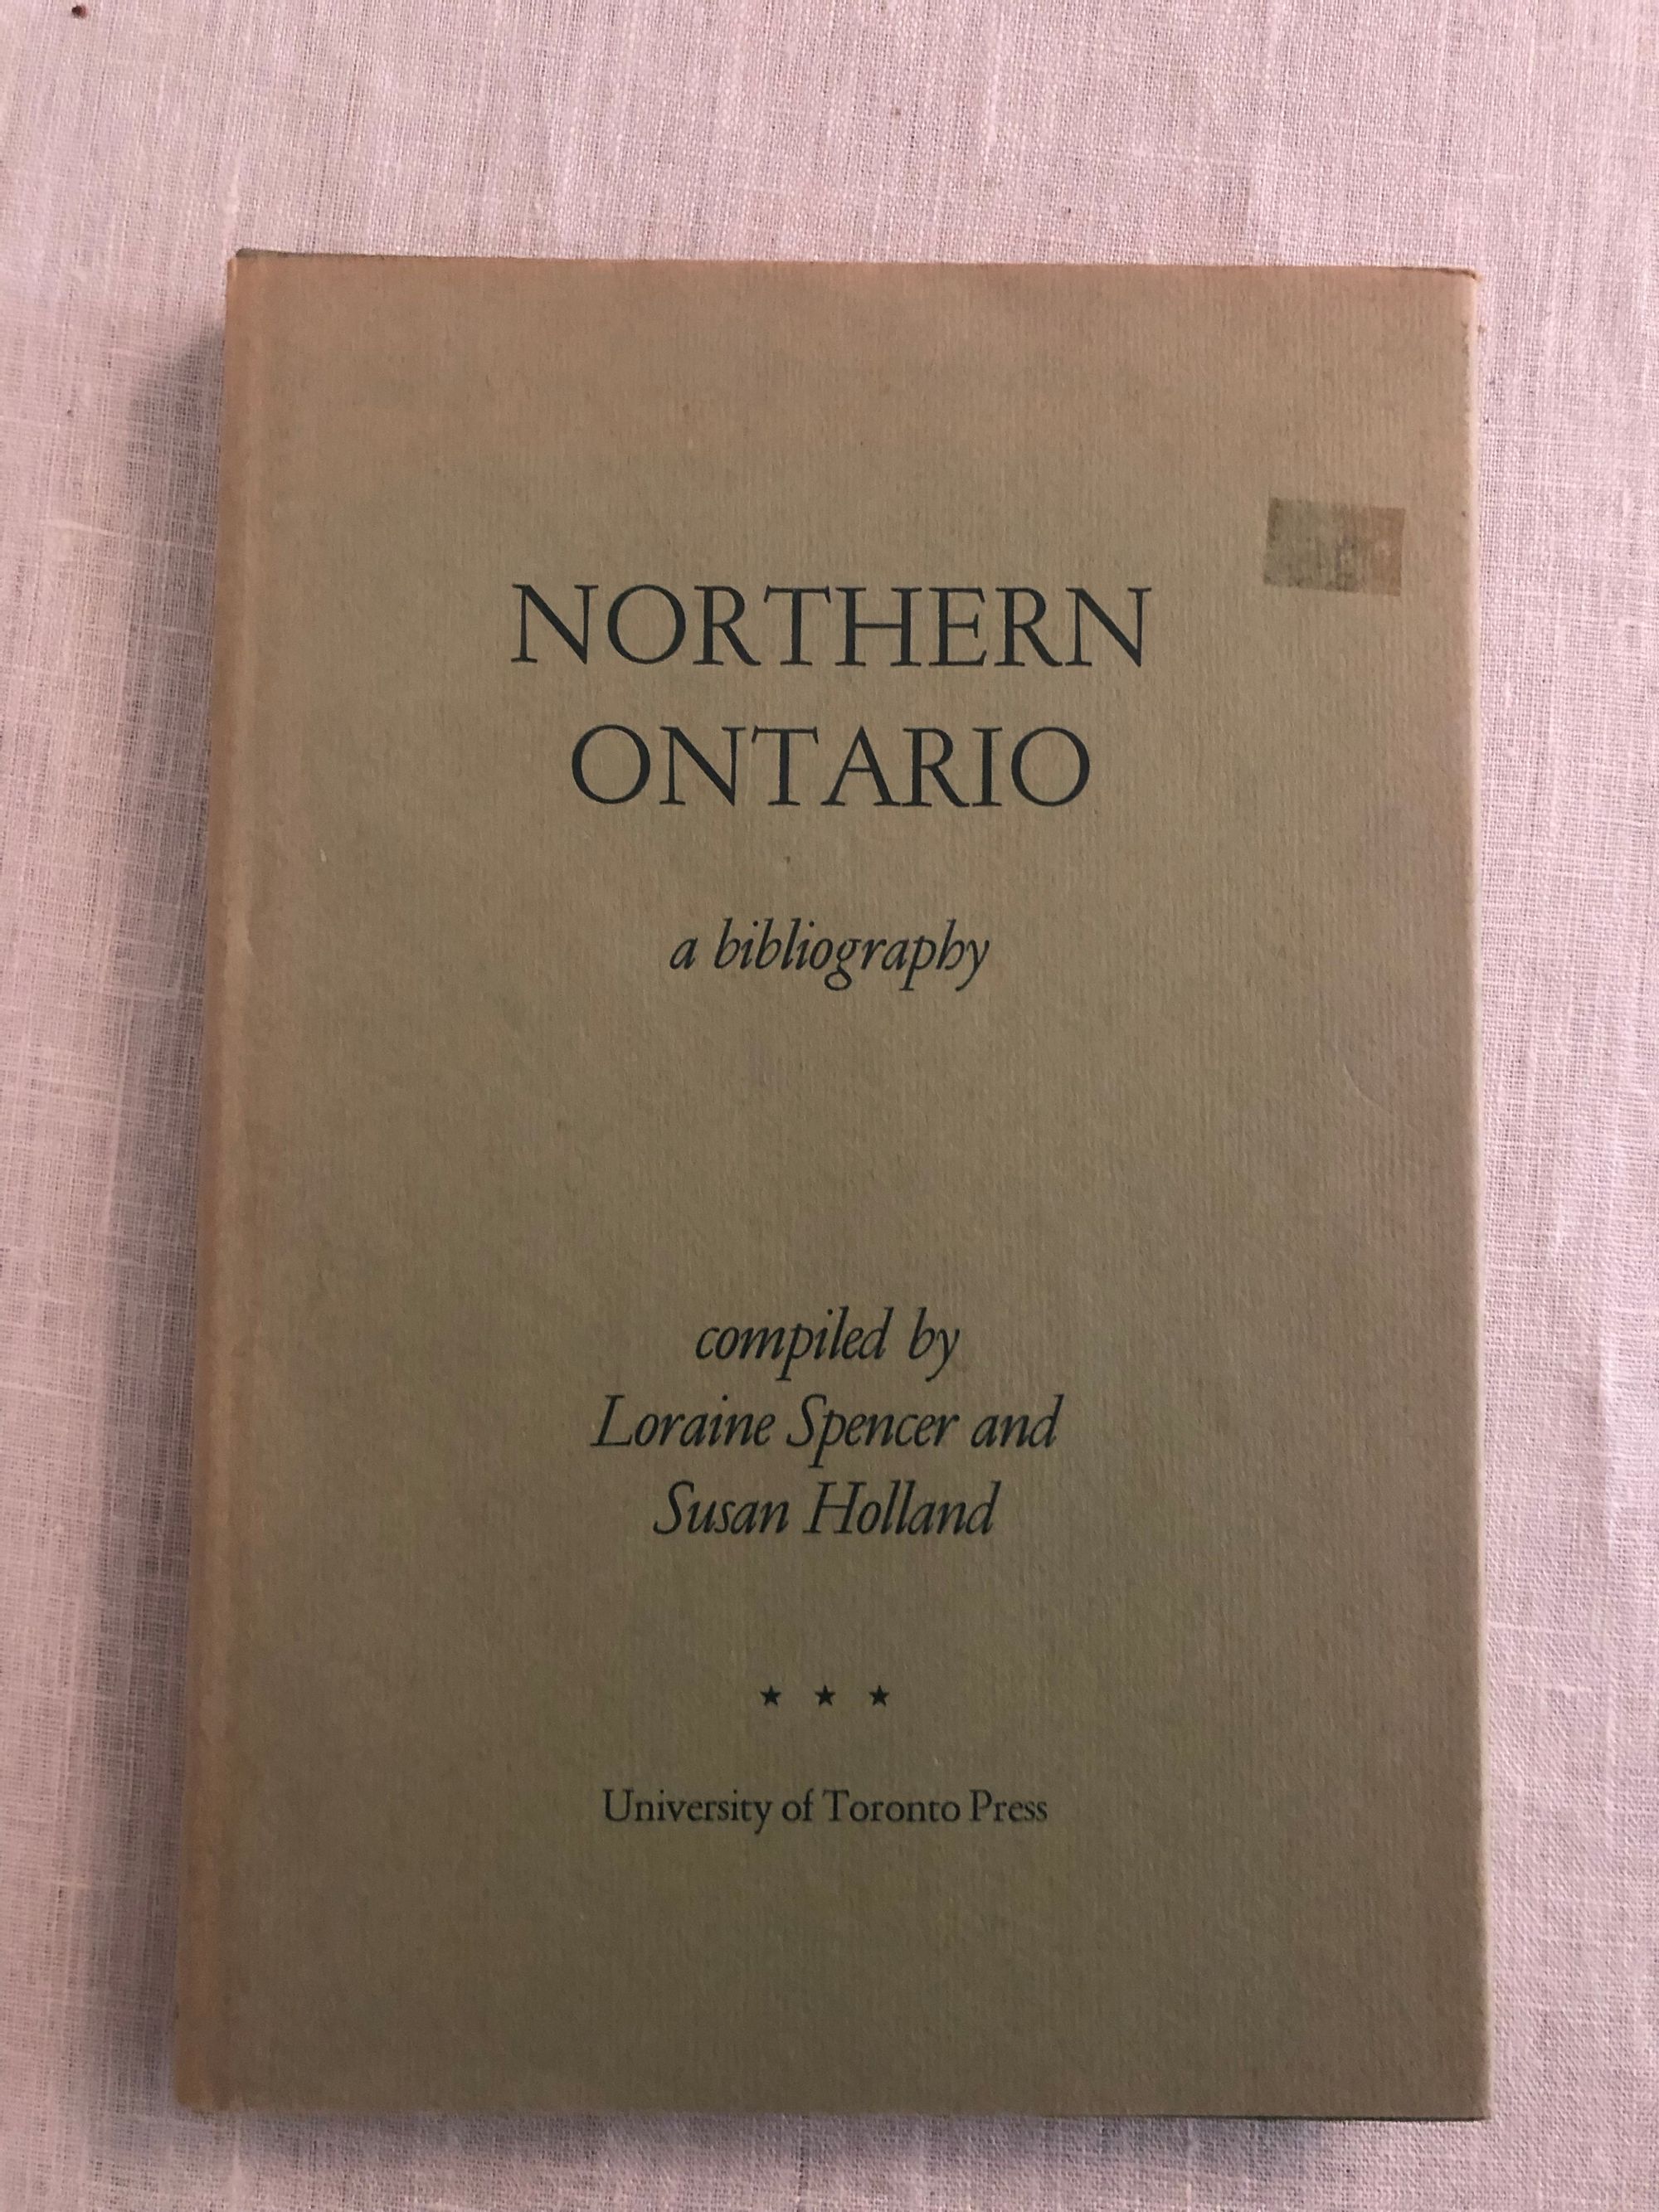 NORTHERN
ONTARIO
a bibliography
compiled by
Loraine Spencer and
Susan Holland
★ ★ ★
University of Toronto Press